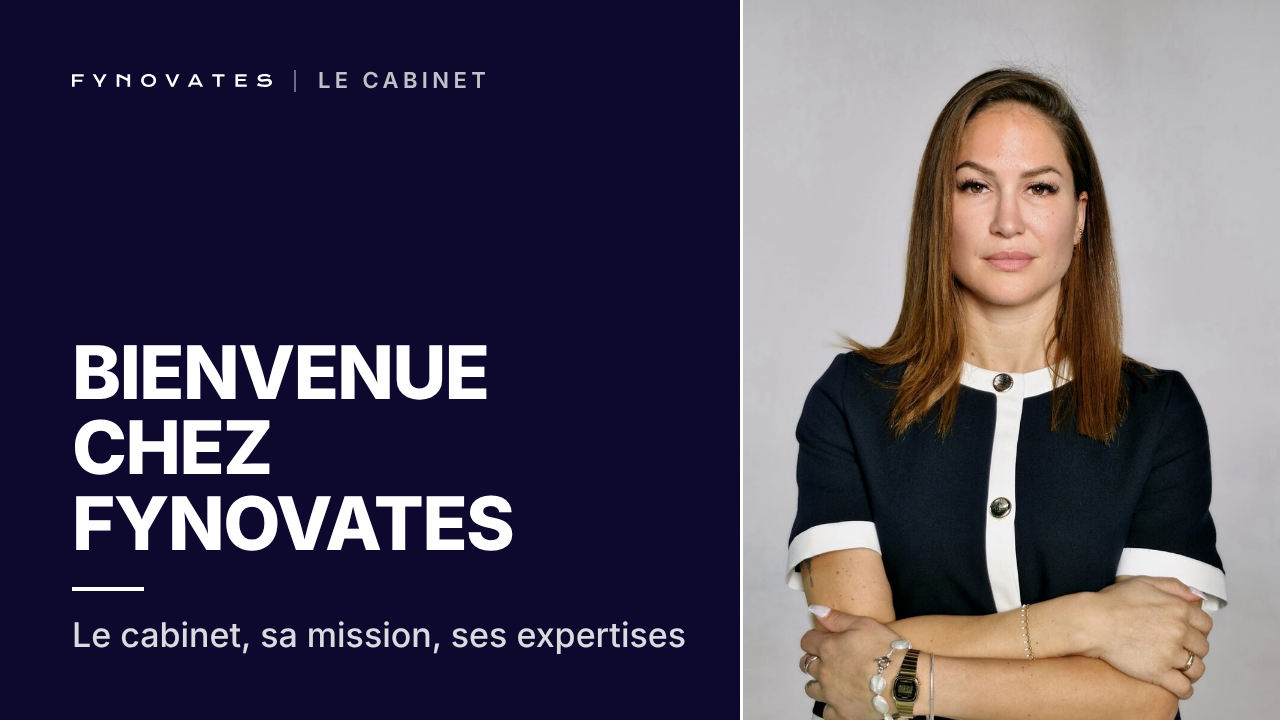 FYNOVATES | LE CABINET
BIENVENUE
CHEZ
FYNOVATES
Le cabinet, sa mission, ses expertises